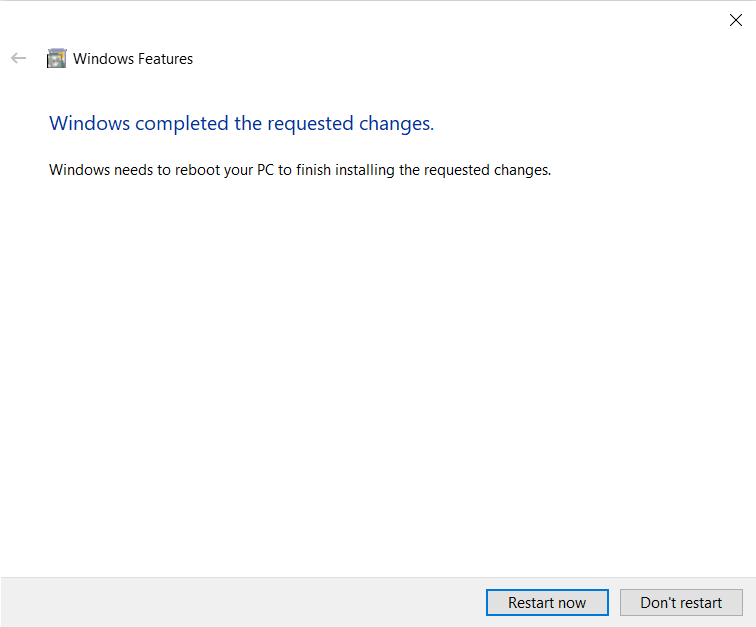 Windows Features
Windows completed the requested changes.
Windows needs to reboot your PC to finish installing the requested changes.
Restart now
Don't restart